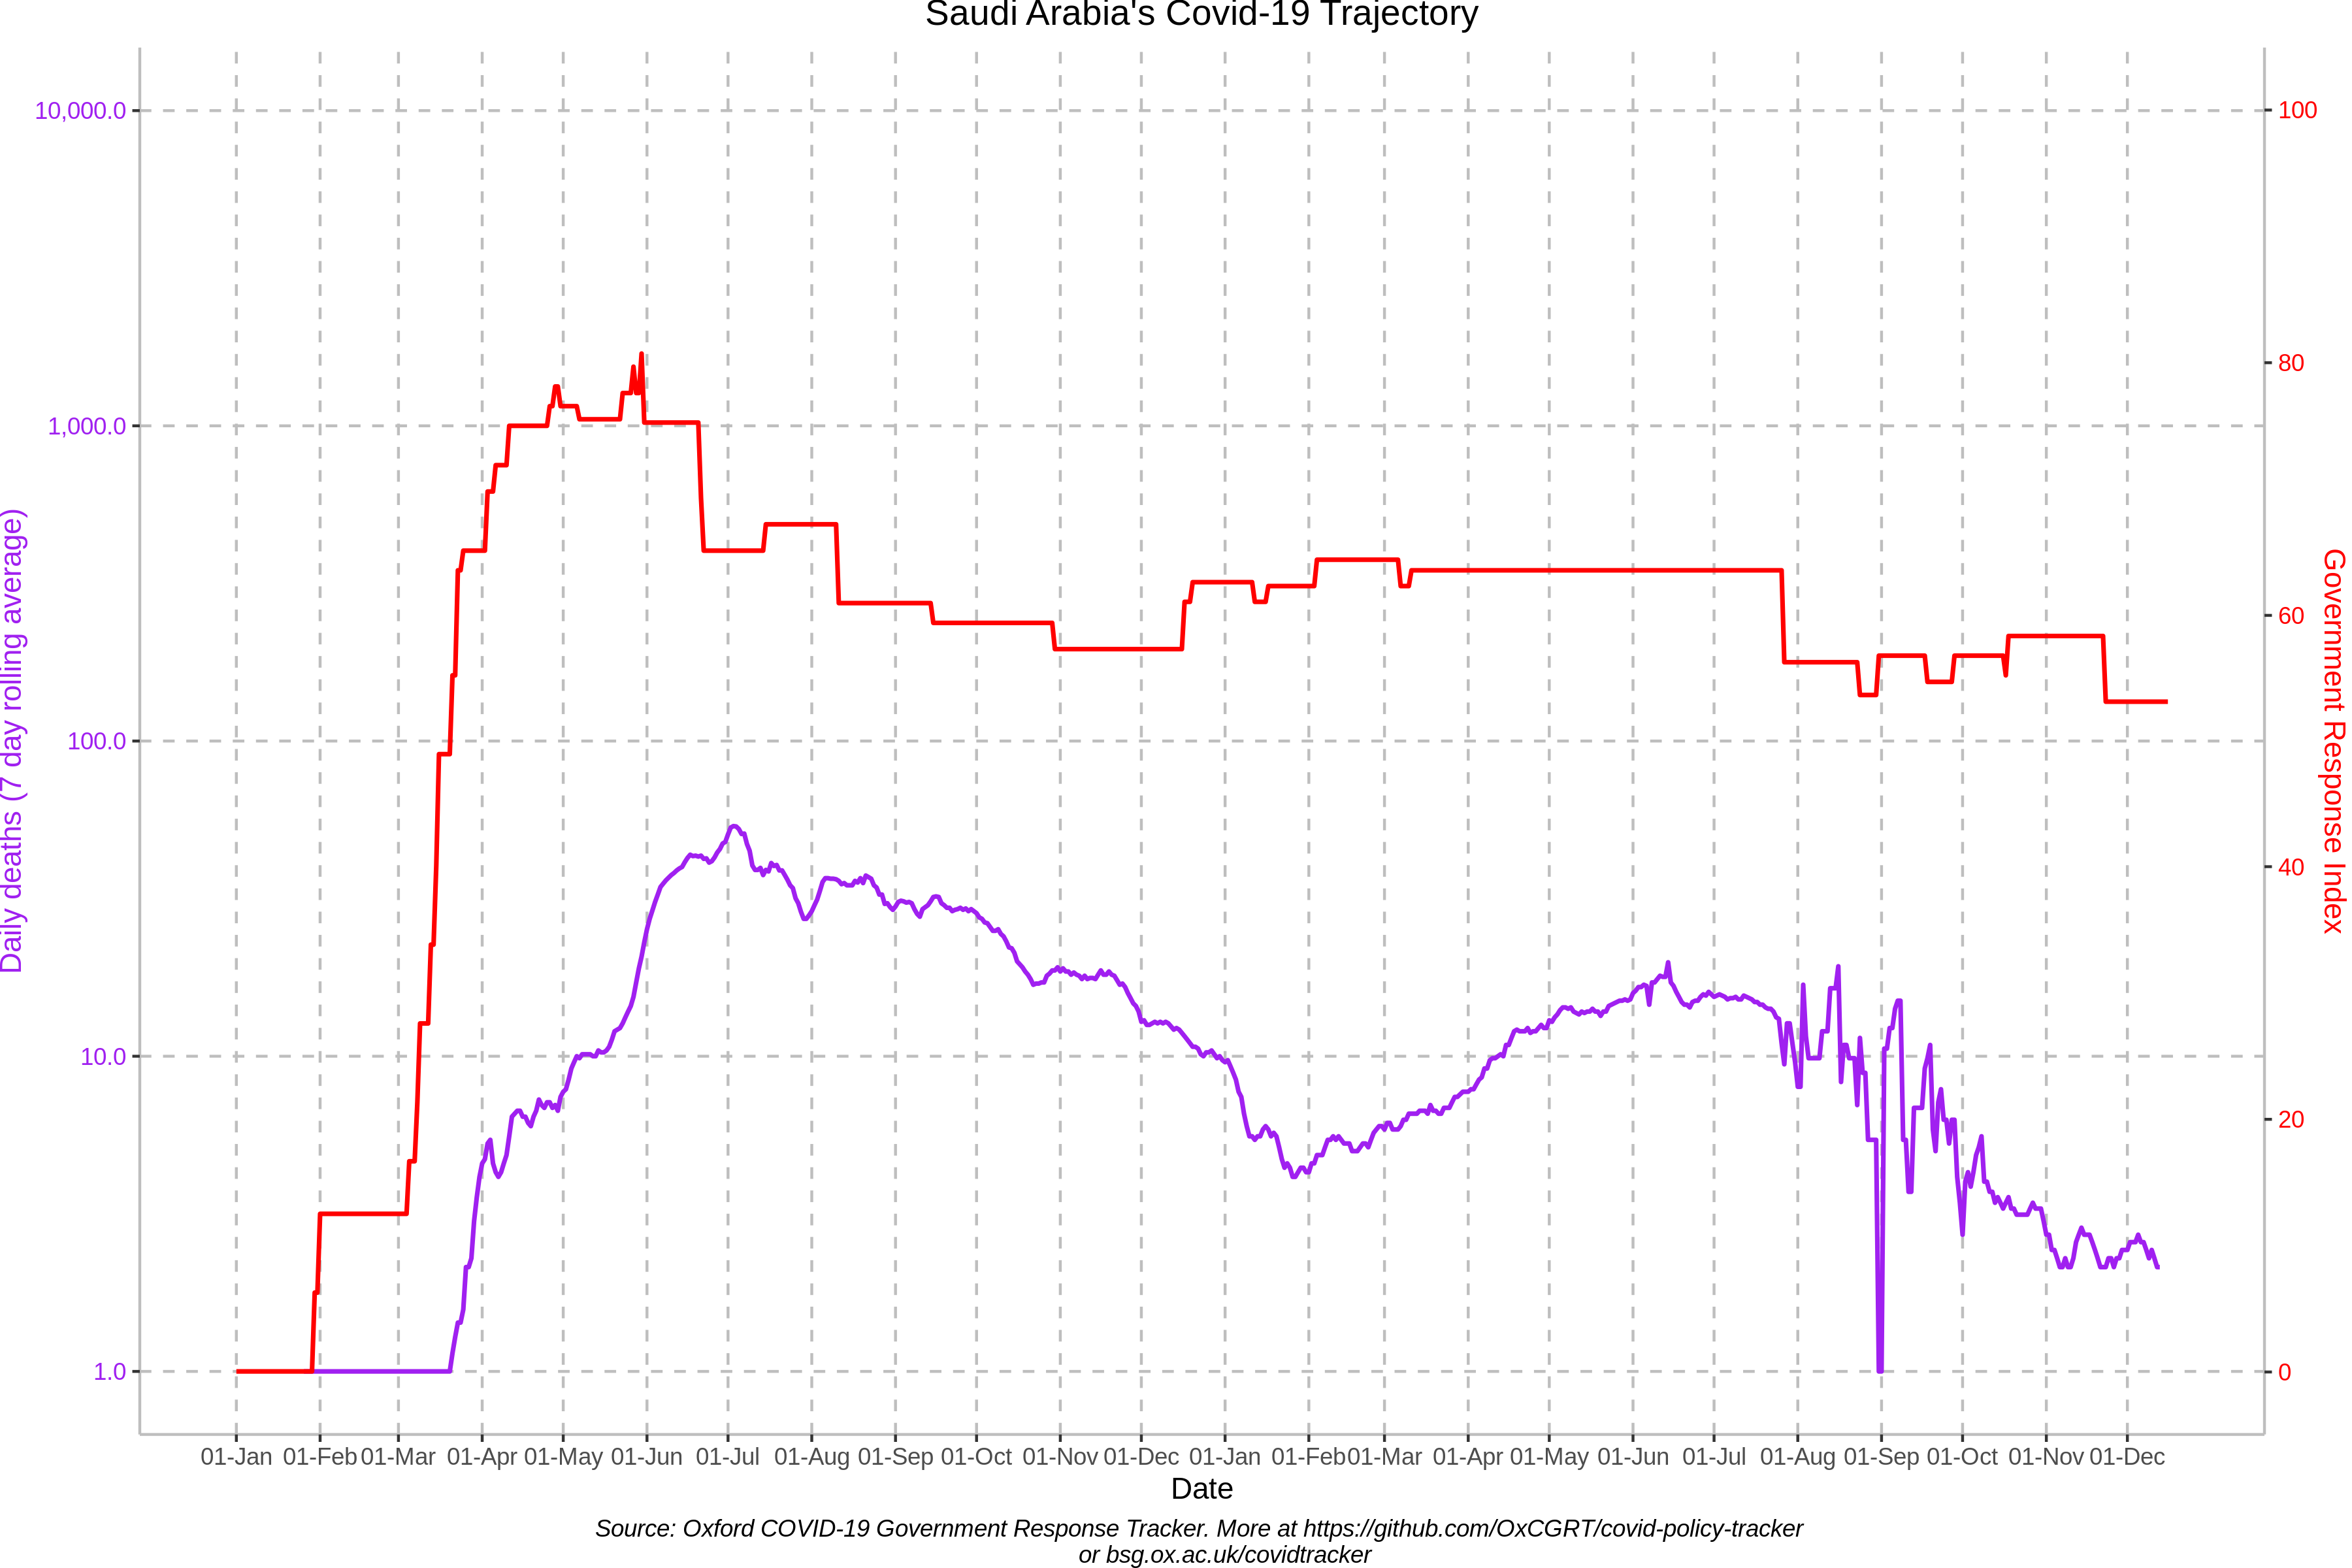 Saudi Arabia's Covid-19 Trajectory
10,000.0
1,000.0
100.0
10.0
1.0
Daily deaths (7 day rolling average)
100
80
60
40
20
0
Government Response Index
01-Jan 01-Feb 01-Mar 01-Apr 01-May 01-Jun 01-Jul 01-Aug 01-Sep 01-Oct 01-Nov 01-Dec 01-Jan 01-Feb 01-Mar 01-Apr 01-May 01-Jun 01-Jul 01-Aug 01-Sep 01-Oct 01-Nov 01-Dec
Date
Source: Oxford COVID-19 Government Response Tracker. More at https://github.com/OxCGRT/covid-policy-tracker
or bsg.ox.ac.uk/covidtracker